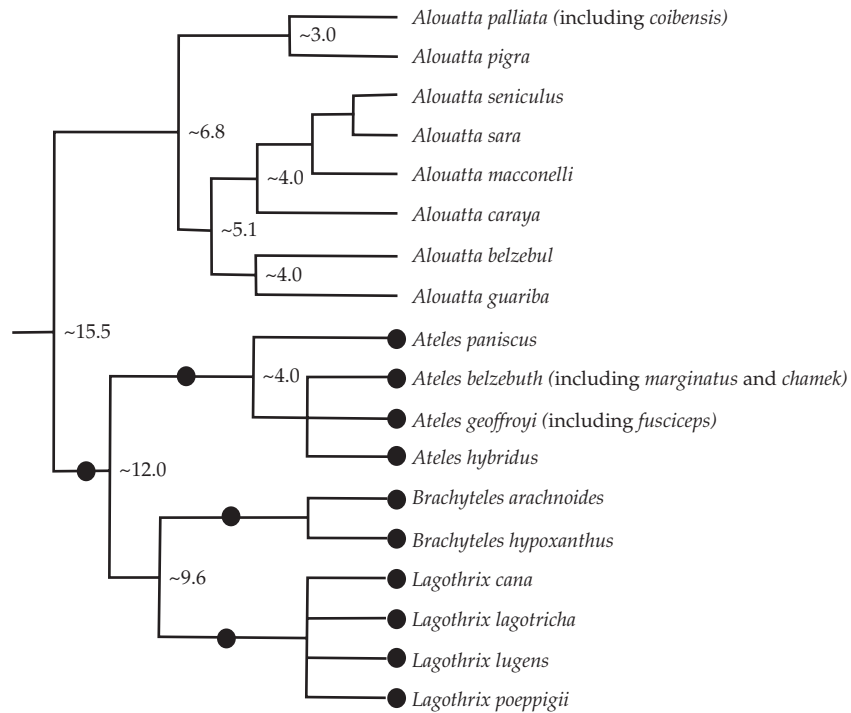 Alouatta palliata (including coibensis)
~3.0
Alouatta pigra
Alouatta seniculus
~6.8
Alouatta sara
Alouatta macconelli
~4.0
Alouatta caraya
~5.1
Alouatta belzebul
~4.0
Alouatta guariba
~15.5
Ateles paniscus
~4.0
Ateles belzebuth (including marginatus and chamek)
Ateles geoffroyi (including fusciceps)
Ateles hybridus
~12.0
Brachyteles arachnoides
Brachyteles hypoxanthus
~9.6
Lagothrix cana
Lagothrix lagotricha
Lagothrix lugens
Lagothrix poeppigii